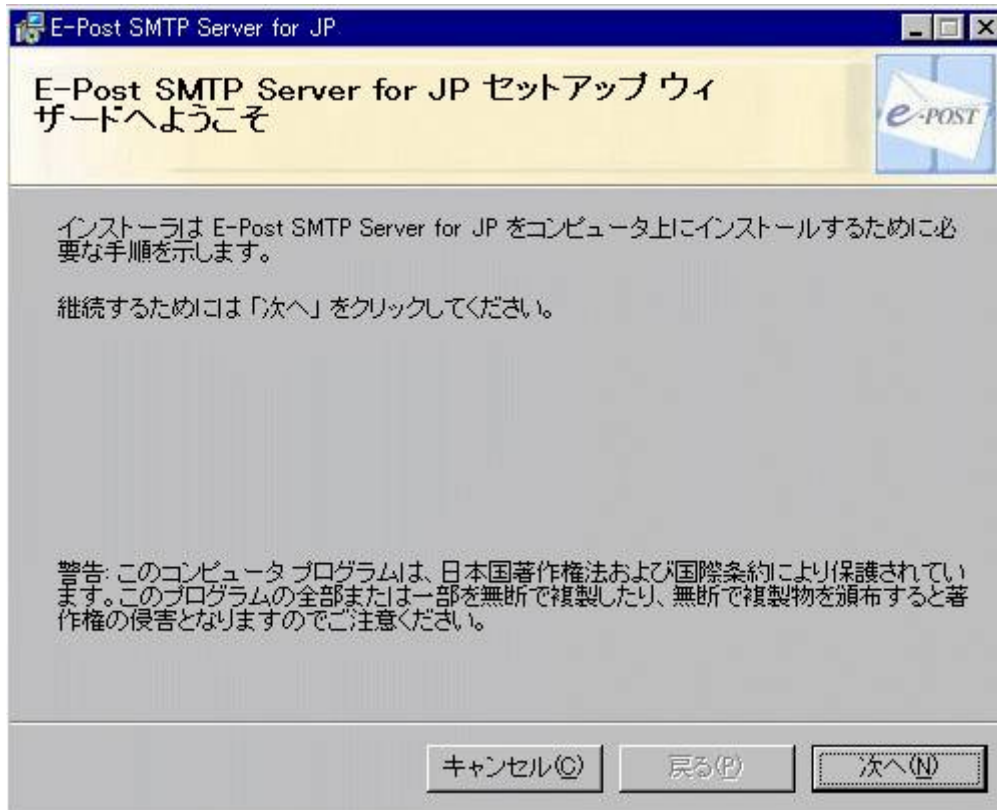 E-Post SMTP Server for JP
E-Post SMTP Server for JP セットアップ ウィ
ザードへようこそ
e-POST
インストーラは E-Post SMTP Server for JP をコンピュータ上にインストールするために必
要な手順を示します。
継続するためには「次へ」をクリックしてください。
警告: このコンピュータ プログラムは、日本国著作権法および国際条約により保護されてい
ます。このプログラムの全部または一部を無断で複製したり、無断で複製物を頒布すると著
作権の侵害となりますのでご注意ください。
キャンセル(C)
戻る(P)
次へ(N)